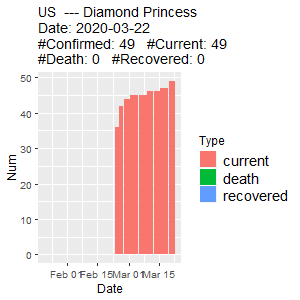 US --- Diamond Princess
Date: 2020-03-22
#Confirmed: 49 #Current: 49
#Death: 0 #Recovered: 0
50
40
30
20
10
0
Num
Feb 01 Feb 15 Mar 01 Mar 15
Date
Type
current
death
recovered